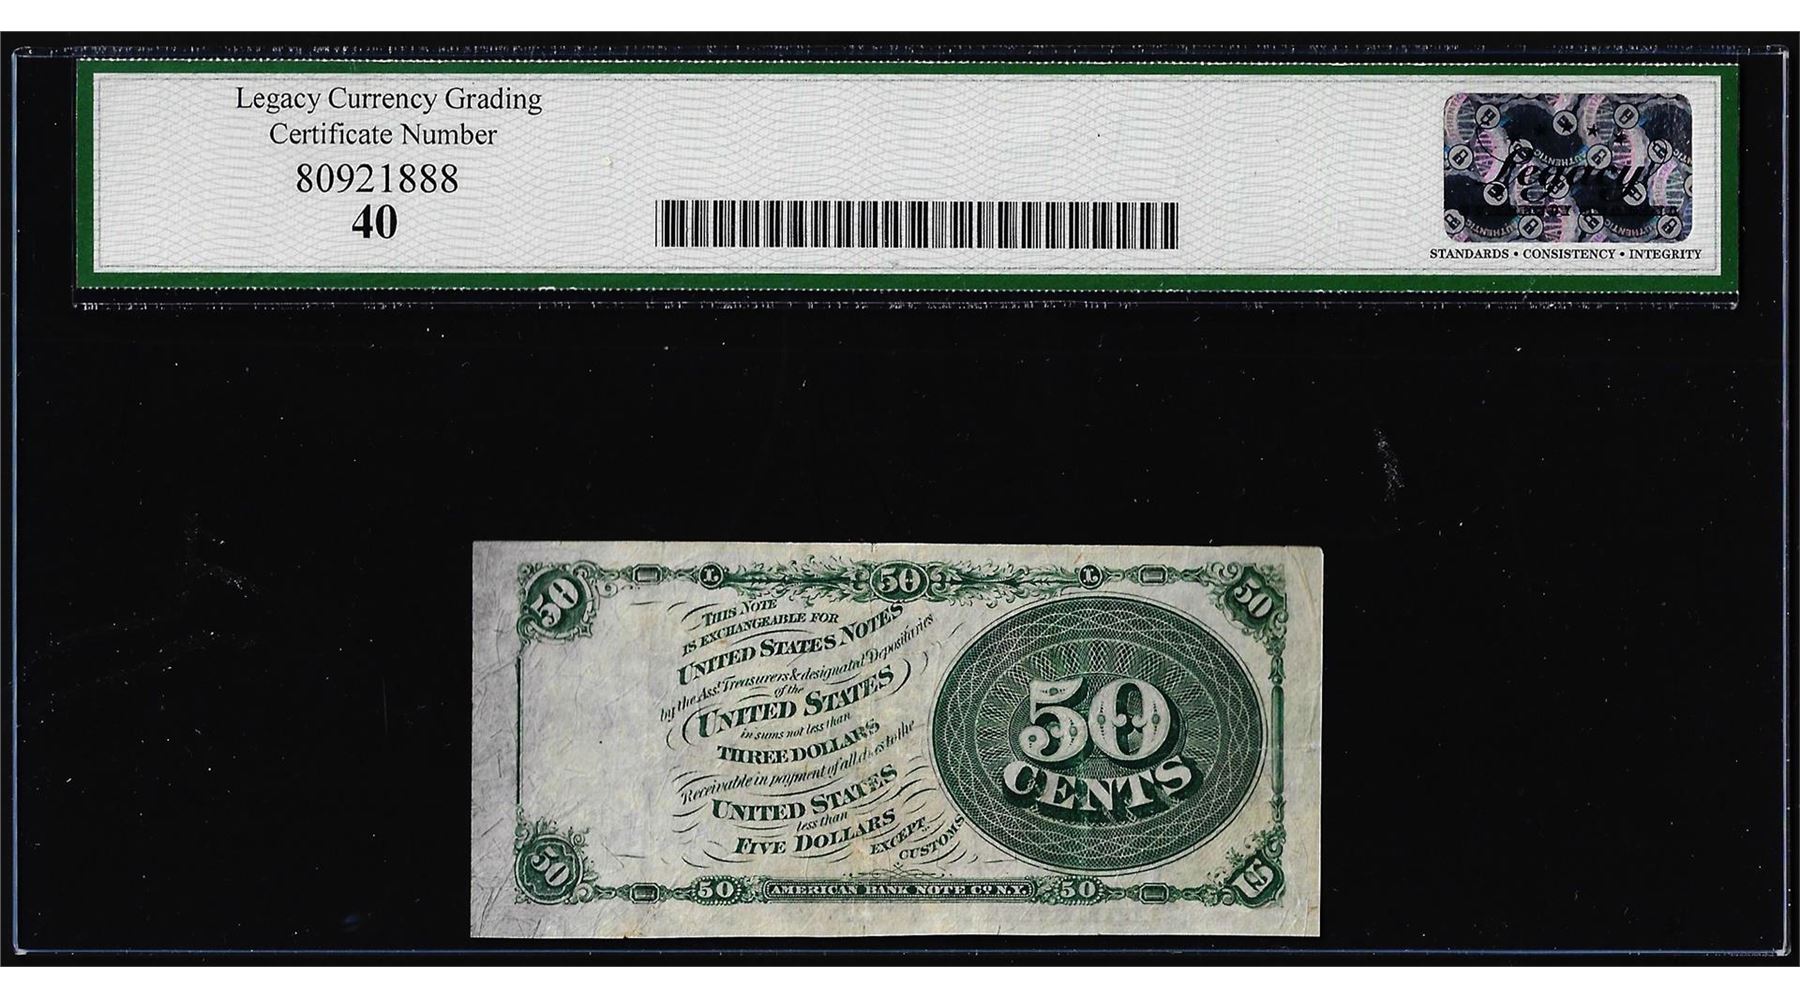 Legacy Currency Grading
Certificate Number
80921888
40
Legacy
STANDARDS • CONSISTENCY • INTEGRITY
50
L
50
L
50
THIS NOTE
IS EXCHANGEABLE FOR
UNITED STATES NOTES
by the Asst. Treasurers & designated Depositaries
of the
UNITED STATES
in sums not less than
THREE DOLLARS
Receivable in payment of all dues to the
UNITED STATES
less than
FIVE DOLLARS
EXCEPT
CUSTOMS
50
CENTS
50
50
AMERICAN BANK NOTE CO. N.Y.
50
US